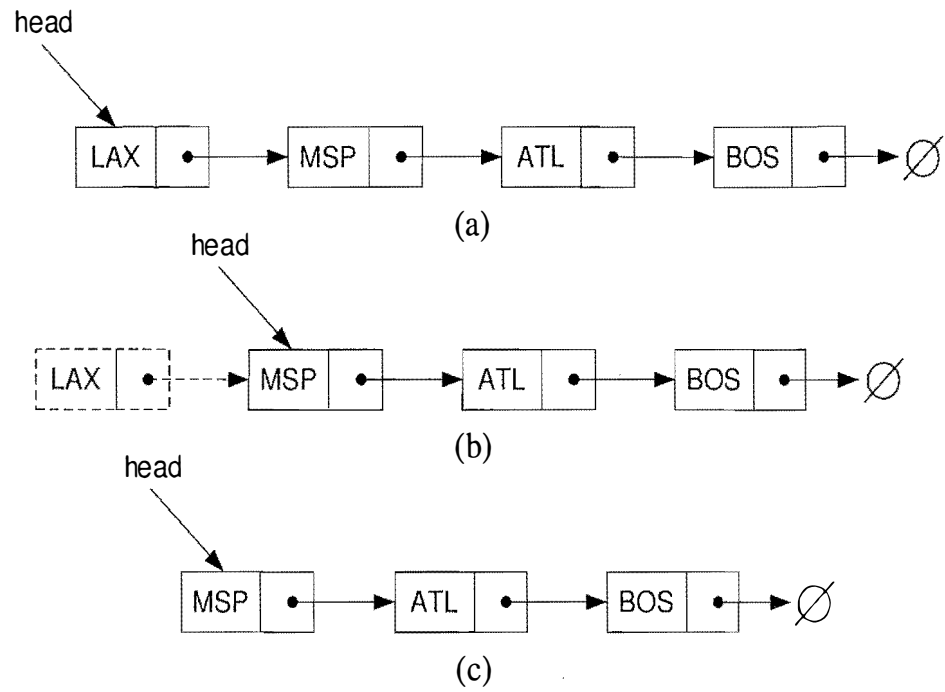 head
LAX MSP ATL BOS ∅
(a)
head
LAX MSP ATL BOS ∅
(b)
head
MSP ATL BOS ∅
(c)